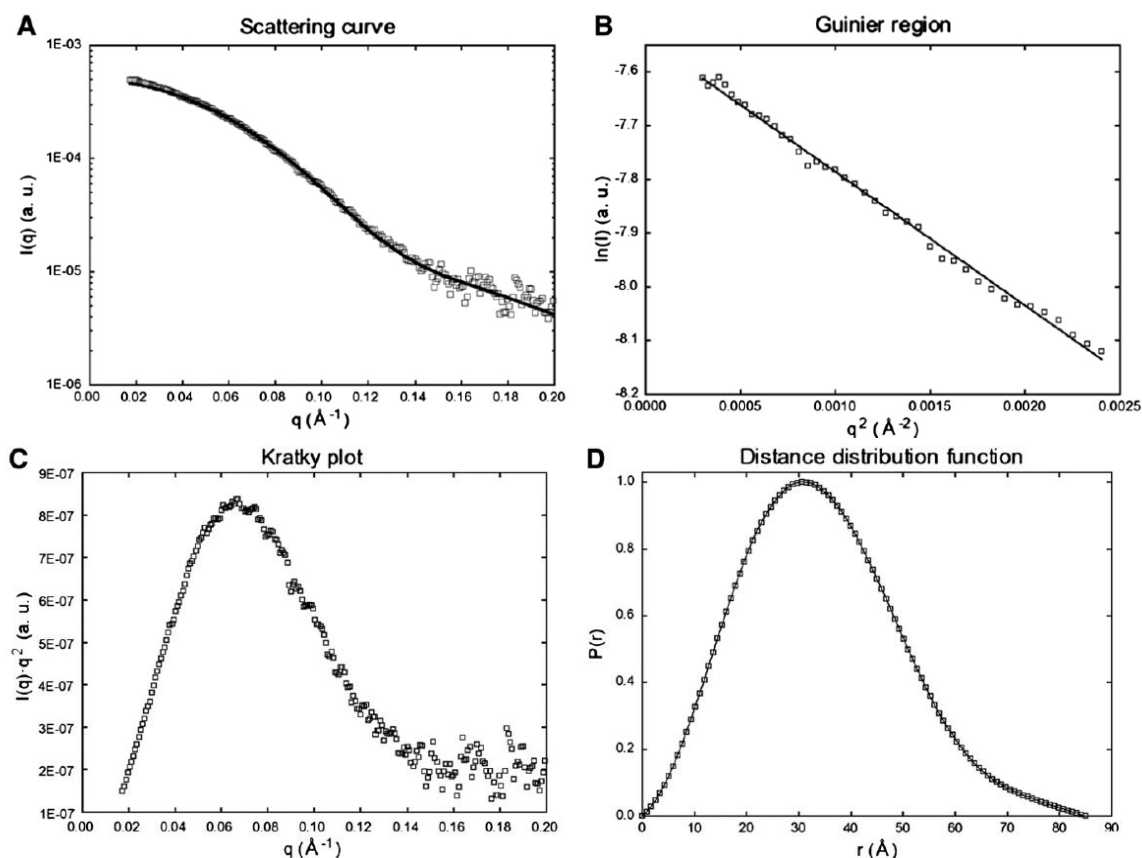 A Scattering curve
1E-03
1E-04
1E-05
1E-06
I(q) (a. u.)
0.00 0.02 0.04 0.06 0.08 0.10 0.12 0.14 0.16 0.18 0.20
q (Å⁻¹)
B Guinier region
-7.6
-7.7
-7.8
-7.9
-8.0
-8.1
-8.2
ln(I) (a. u.)
0.0000 0.0005 0.0010 0.0015 0.0020 0.0025
q² (Å⁻²)
C Kratky plot
9E-07
8E-07
7E-07
6E-07
5E-07
4E-07
3E-07
2E-07
1E-07
I(q)·q² (a. u.)
0.00 0.02 0.04 0.06 0.08 0.10 0.12 0.14 0.16 0.18 0.20
q (Å⁻¹)
D Distance distribution function
1.0
0.8
0.6
0.4
0.2
0.0
P(r)
0 10 20 30 40 50 60 70 80 90
r (Å)